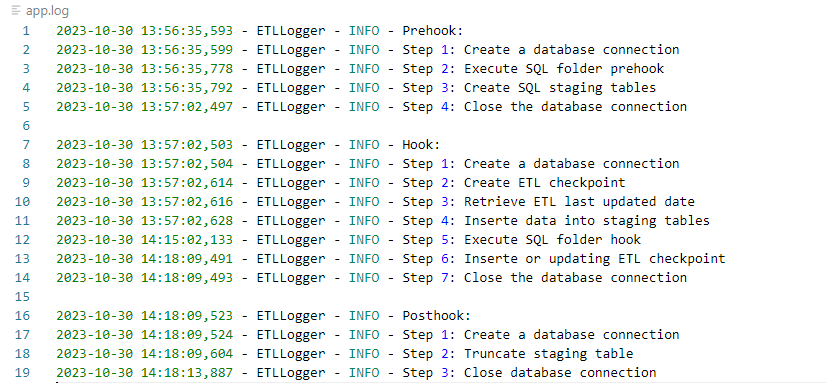 app.log
1 2023-10-30 13:56:35,593 - ETLLogger - INFO - Prehook:
2 2023-10-30 13:56:35,599 - ETLLogger - INFO - Step 1: Create a database connection
3 2023-10-30 13:56:35,778 - ETLLogger - INFO - Step 2: Execute SQL folder prehook
4 2023-10-30 13:56:35,792 - ETLLogger - INFO - Step 3: Create SQL staging tables
5 2023-10-30 13:57:02,497 - ETLLogger - INFO - Step 4: Close the database connection
6
7 2023-10-30 13:57:02,503 - ETLLogger - INFO - Hook:
8 2023-10-30 13:57:02,504 - ETLLogger - INFO - Step 1: Create a database connection
9 2023-10-30 13:57:02,614 - ETLLogger - INFO - Step 2: Create ETL checkpoint
10 2023-10-30 13:57:02,616 - ETLLogger - INFO - Step 3: Retrieve ETL last updated date
11 2023-10-30 13:57:02,628 - ETLLogger - INFO - Step 4: Inserte data into staging tables
12 2023-10-30 14:15:02,133 - ETLLogger - INFO - Step 5: Execute SQL folder hook
13 2023-10-30 14:18:09,491 - ETLLogger - INFO - Step 6: Inserte or updating ETL checkpoint
14 2023-10-30 14:18:09,493 - ETLLogger - INFO - Step 7: Close the database connection
15
16 2023-10-30 14:18:09,523 - ETLLogger - INFO - Posthook:
17 2023-10-30 14:18:09,524 - ETLLogger - INFO - Step 1: Create a database connection
18 2023-10-30 14:18:09,604 - ETLLogger - INFO - Step 2: Truncate staging table
19 2023-10-30 14:18:13,887 - ETLLogger - INFO - Step 3: Close database connection